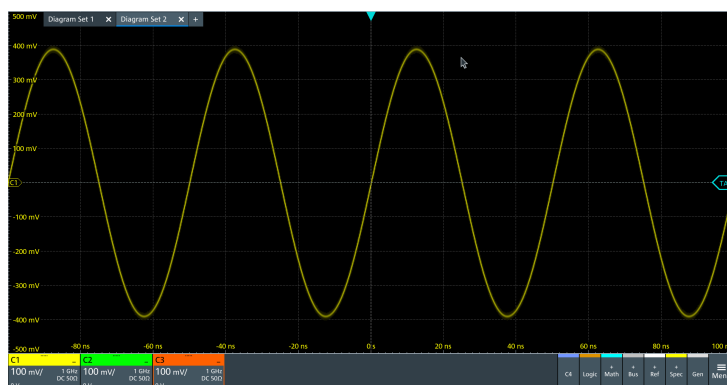 500 mV
Diagram Set 1 ×
Diagram Set 2 ×
+
400 mV
300 mV
200 mV
100 mV
C1
TA
-100 mV
-200 mV
-300 mV
-400 mV
-500 mV
-80 ns
-60 ns
-40 ns
-20 ns
0 s
20 ns
40 ns
60 ns
80 ns
100 n
C1
100 mV/
1 GHz
DC 50Ω
0 V
C2
100 mV/
1 GHz
DC 50Ω
C3
100 mV/
1 GHz
DC 50Ω
C4
Logic
+
Math
+
Bus
+
Ref
+
Spec
Gen
Men